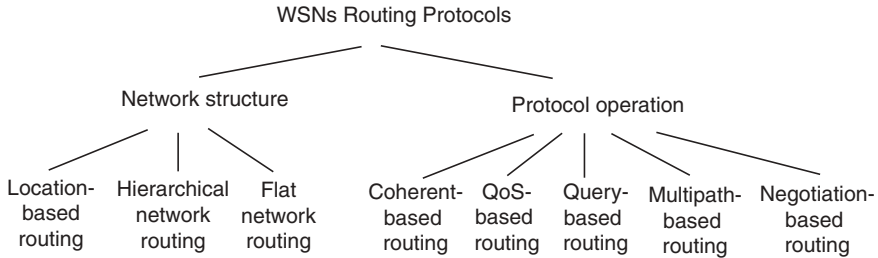 WSNs Routing Protocols
Network structure
Protocol operation
Location-
based
routing
Hierarchical
network
routing
Flat
network
routing
Coherent-
based
routing
QoS-
based
routing
Query-
based
routing
Multipath-
based
routing
Negotiation-
based
routing